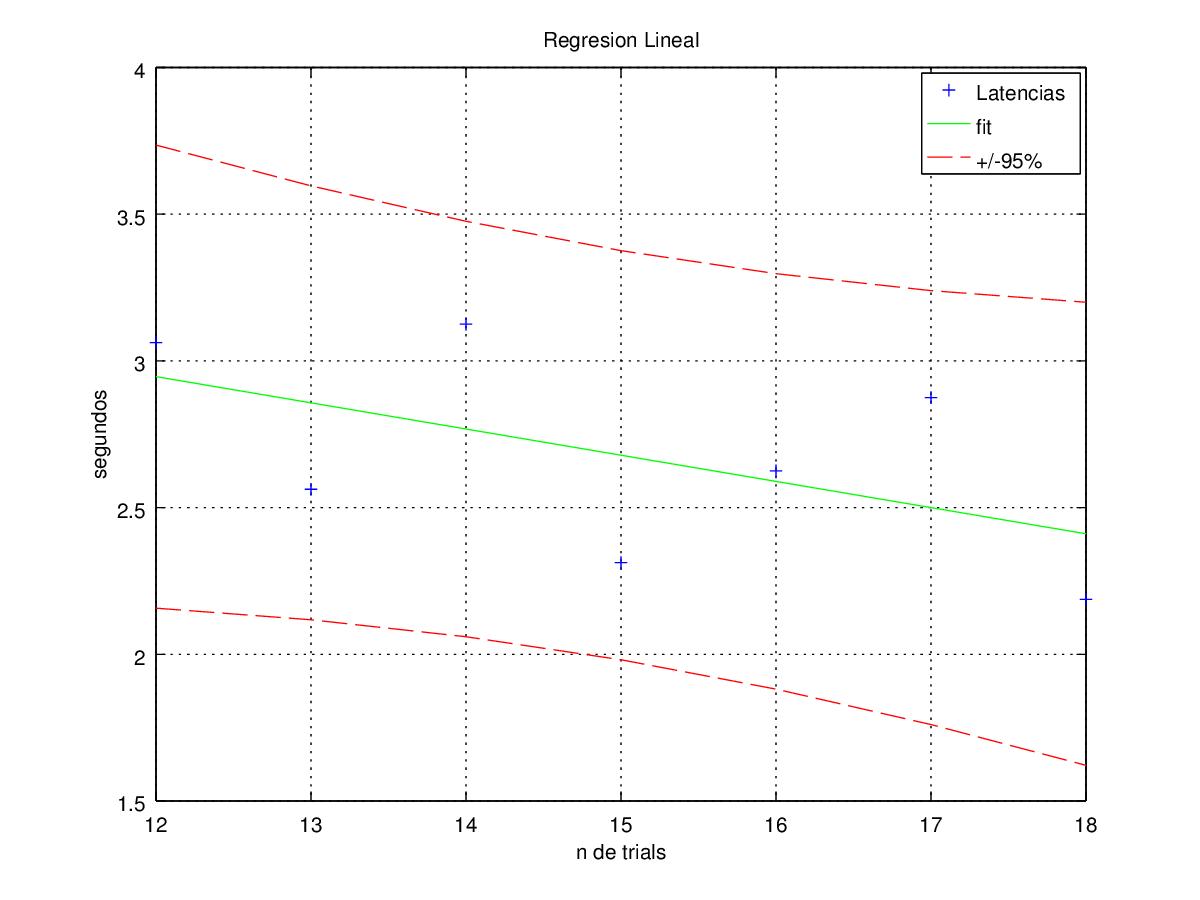 Regresion Lineal
4
3.5
3
2.5
2
1.5
segundos
12 13 14 15 16 17 18
n de trials
Latencias
fit
+/-95%